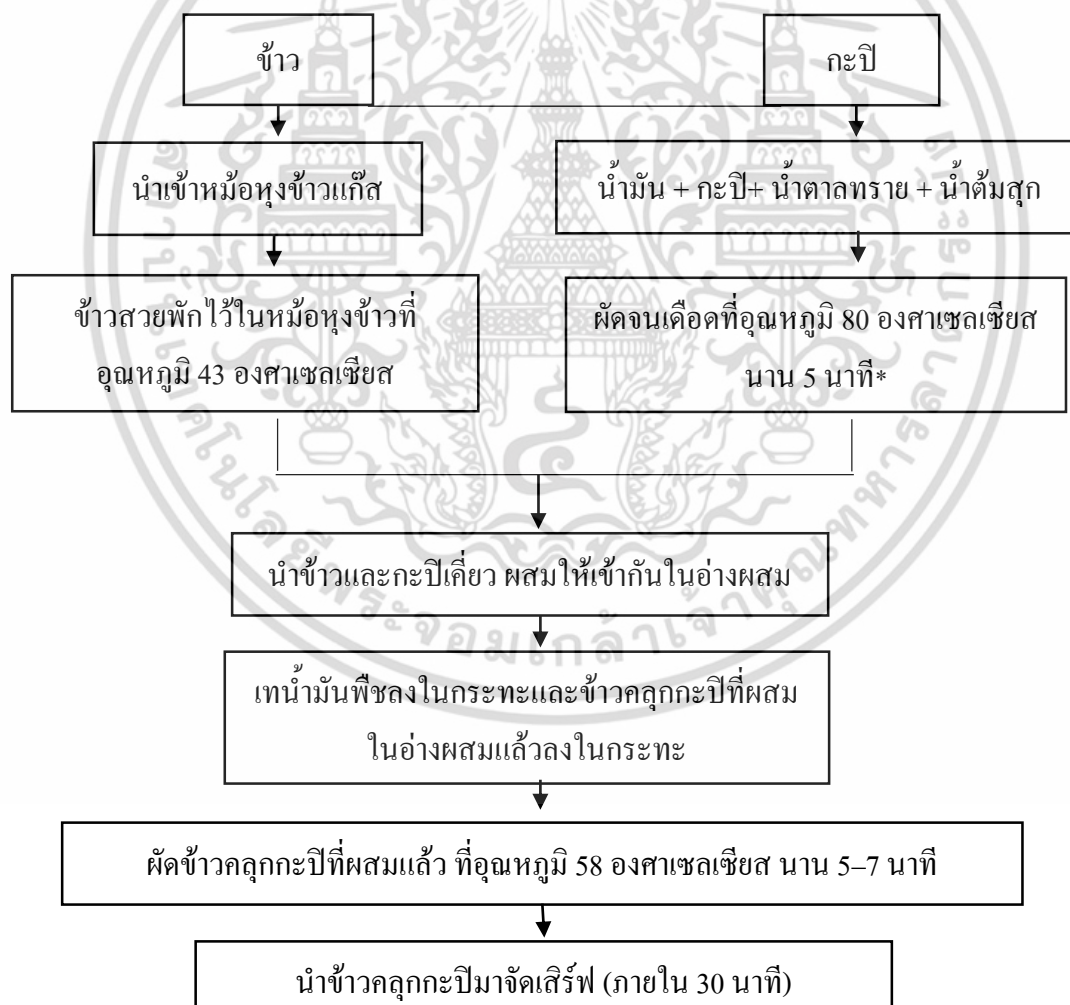 ข้าว
กะปิ
นำเข้าหม้อหุงข้าวแก๊ส
น้ำมัน + กะปิ+ น้ำตาลทราย + น้ำต้มสุก
ข้าวสวยพักไว้ในหม้อหุงข้าวที่
อุณหภูมิ 43 องศาเซลเซียส
ผัดจนเดือดที่อุณหภูมิ 80 องศาเซลเซียส
นาน 5 นาที*
นำข้าวและกะปิเคี่ยว ผสมให้เข้ากันในอ่างผสม
เทน้ำมันพืชลงในกระทะและข้าวคลุกกะปิที่ผสม
ในอ่างผสมแล้วลงในกระทะ
ผัดข้าวคลุกกะปิที่ผสมแล้ว ที่อุณหภูมิ 58 องศาเซลเซียส นาน 5–7 นาที
นำข้าวคลุกกะปิมาจัดเสิร์ฟ (ภายใน 30 นาที)